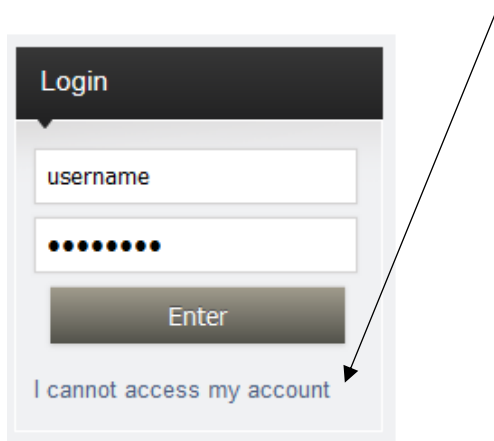 Login
username
••••••••
Enter
I cannot access my account